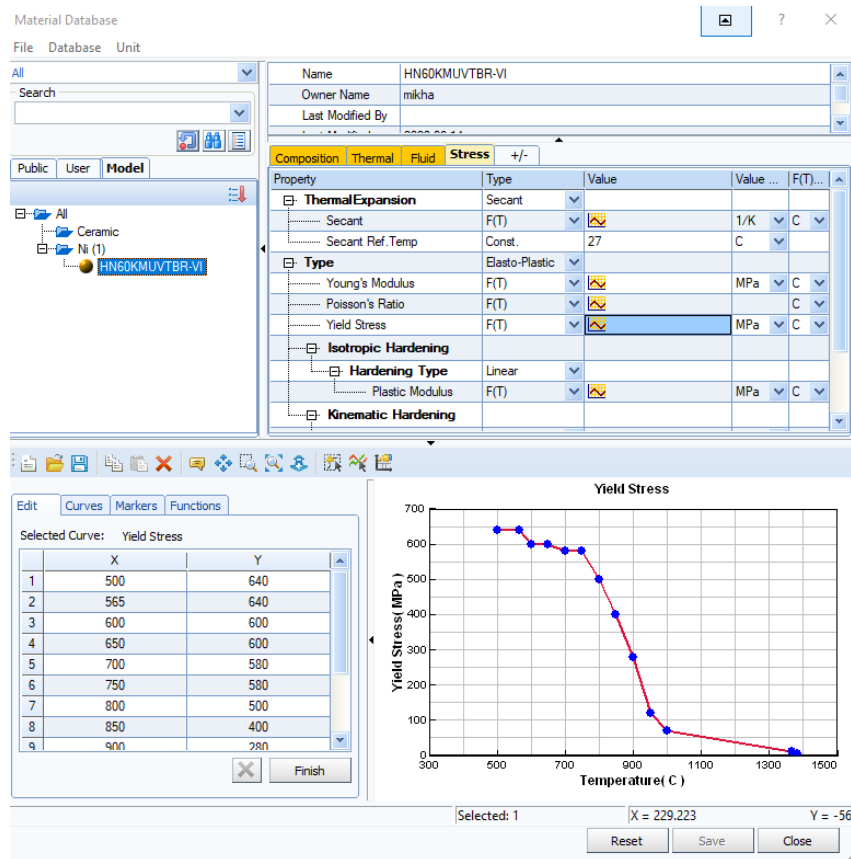 Material Database
?
File Database Unit
All
Search
Public User Model
All
Ceramic
Ni (1)
HN60KMUVTBR-VI
Name HN60KMUVTBR-VI
Owner Name mikha
Last Modified By
Composition Thermal Fluid Stress +/-
Property Type Value Value ... F(T)...
ThermalExpansion Secant
Secant F(T) 1/K C
Secant Ref.Temp Const. 27 C
Type Elasto-Plastic
Young's Modulus F(T) MPa C
Poisson's Ratio F(T) C
Yield Stress F(T) MPa C
Isotropic Hardening
Hardening Type Linear
Plastic Modulus F(T) MPa C
Kinematic Hardening
Edit Curves Markers Functions
Selected Curve: Yield Stress
X Y
1 500 640
2 565 640
3 600 600
4 650 600
5 700 580
6 750 580
7 800 500
8 850 400
9 900 280
Finish
Yield Stress
Yield Stress( MPa )
700
600
500
400
300
200
100
0
300 500 700 900 1100 1300 1500
Temperature( C )
Selected: 1 X = 229.223 Y = -56
Reset Save Close